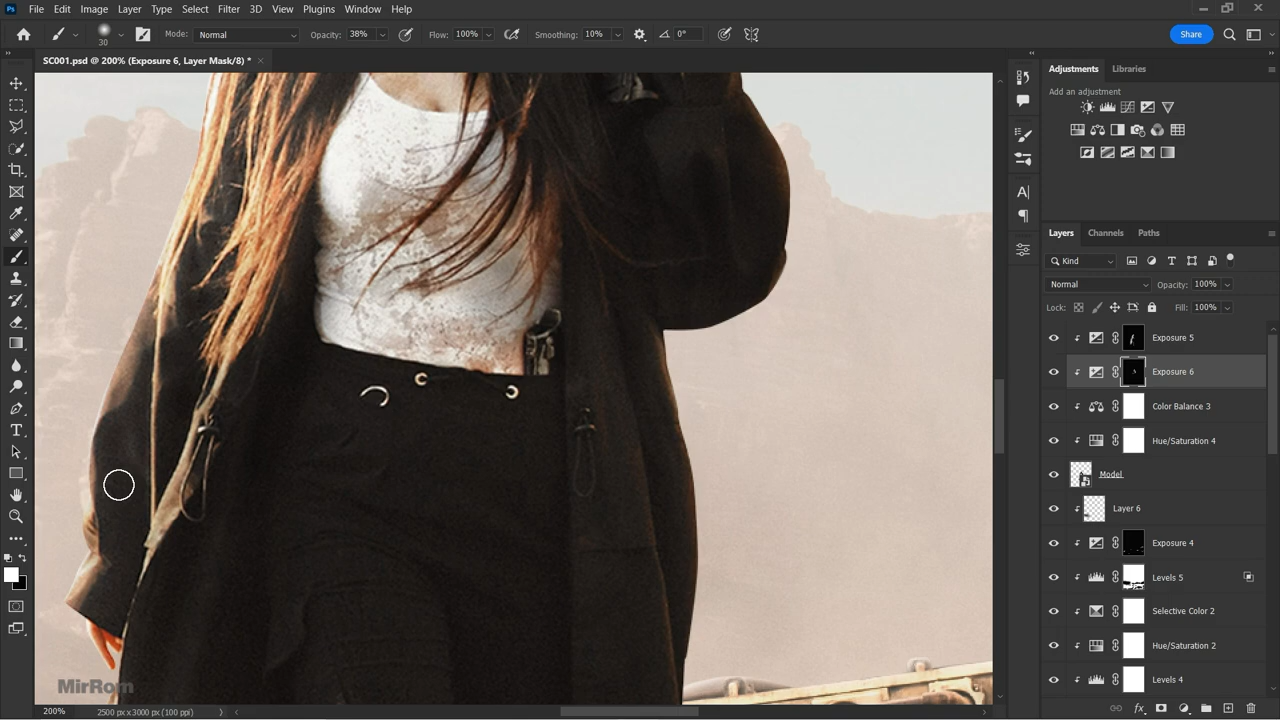 Ps File Edit Image Layer Type Select Filter 3D View Plugins Window Help
30 Mode: Normal Opacity: 38% Flow: 100% Smoothing: 10% 0° Share
SC001.psd @ 200% (Exposure 6, Layer Mask/8) *
Adjustments Libraries
Add an adjustment
Layers Channels Paths
Kind
Normal Opacity: 100%
Lock: Fill: 100%
Exposure 5
Exposure 6
Color Balance 3
Hue/Saturation 4
Model
Layer 6
Exposure 4
Levels 5
Selective Color 2
Hue/Saturation 2
Levels 4
MirRom
200% 2500 px x 3000 px (100 ppi)